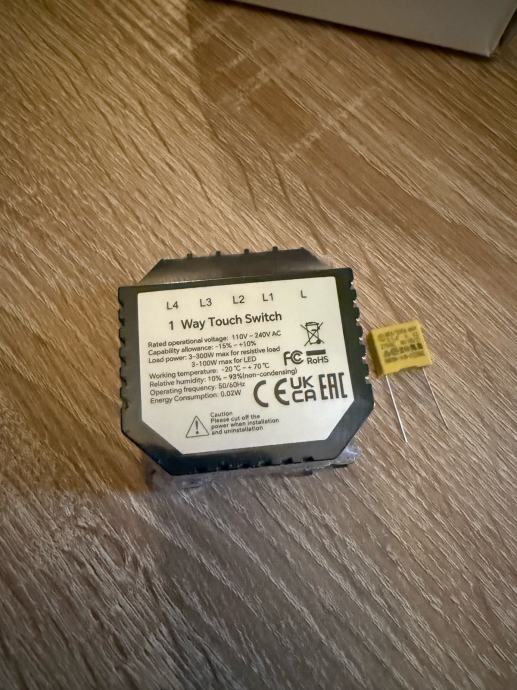 L4 L3 L2 L1 L
1 Way Touch Switch
Rated operational voltage: 110V ~ 240V AC
Capability allowance: -15% ~ +10%
Load power: 3-300W max for resistive load
3-100W max for LED
Working temperature: -20°C ~ +70°C
Relative humidity: 10% ~ 93%(non-condensing)
Operating frequency: 50/60Hz
Energy Consumption: 0.02W
FC RoHS
CE UK CA EAC
Caution
Please cut off the
power when installation
and uninstallation